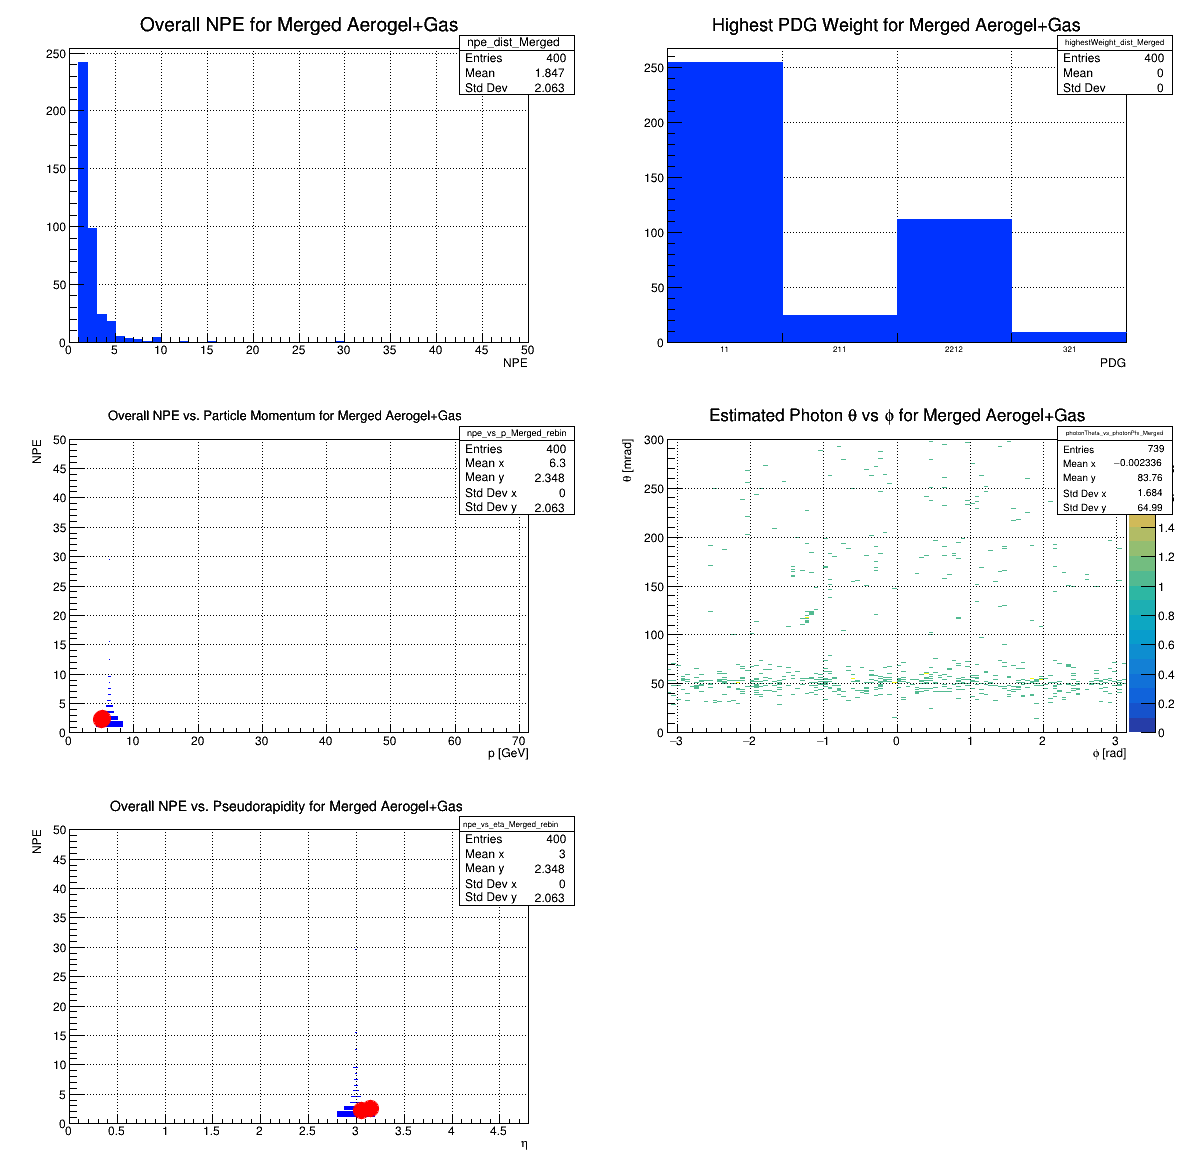 Overall NPE for Merged Aerogel+Gas
npe_dist_Merged
Entries 400
Mean 1.847
Std Dev 2.063
250
200
150
100
50
0
0 5 10 15 20 25 30 35 40 45 50
NPE
Highest PDG Weight for Merged Aerogel+Gas
highestWeight_dist_Merged
Entries 400
Mean 0
Std Dev 0
250
200
150
100
50
0
11 211 2212 321
PDG
Overall NPE vs. Particle Momentum for Merged Aerogel+Gas
npe_vs_p_Merged_rebin
Entries 400
Mean x 6.3
Mean y 2.348
Std Dev x 0
Std Dev y 2.063
NPE
50
45
40
35
30
25
20
15
10
5
0
0 10 20 30 40 50 60 70
p [GeV]
Estimated Photon θ vs ϕ for Merged Aerogel+Gas
photonTheta_vs_photonPhi_Merged
Entries 739
Mean x −0.002336
Mean y 83.76
Std Dev x 1.684
Std Dev y 64.99
θ [mrad]
300
250
200
150
100
50
0
−3 −2 −1 0 1 2 3
ϕ [rad]
1.4
1.2
1
0.8
0.6
0.4
0.2
0
Overall NPE vs. Pseudorapidity for Merged Aerogel+Gas
npe_vs_eta_Merged_rebin
Entries 400
Mean x 3
Mean y 2.348
Std Dev x 0
Std Dev y 2.063
NPE
50
45
40
35
30
25
20
15
10
5
0
0 0.5 1 1.5 2 2.5 3 3.5 4 4.5
η